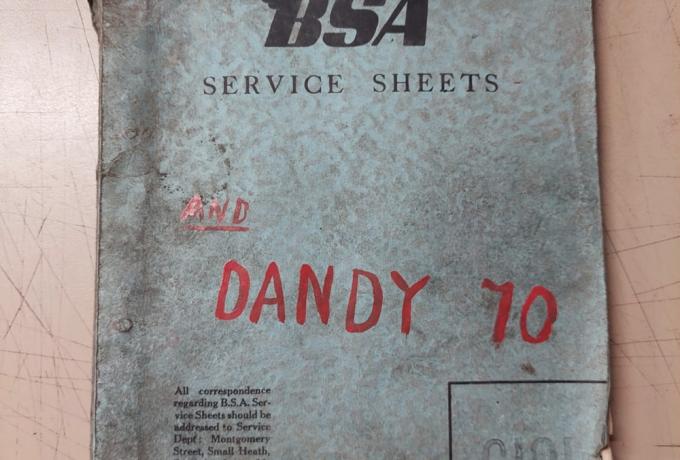 BSA
SERVICE SHEETS
AND
DANDY 70
All correspondence
regarding B.S.A. Ser-
vice Sheets should be
addressed to Service
Dept: Montgomery
Street, Small Heath,